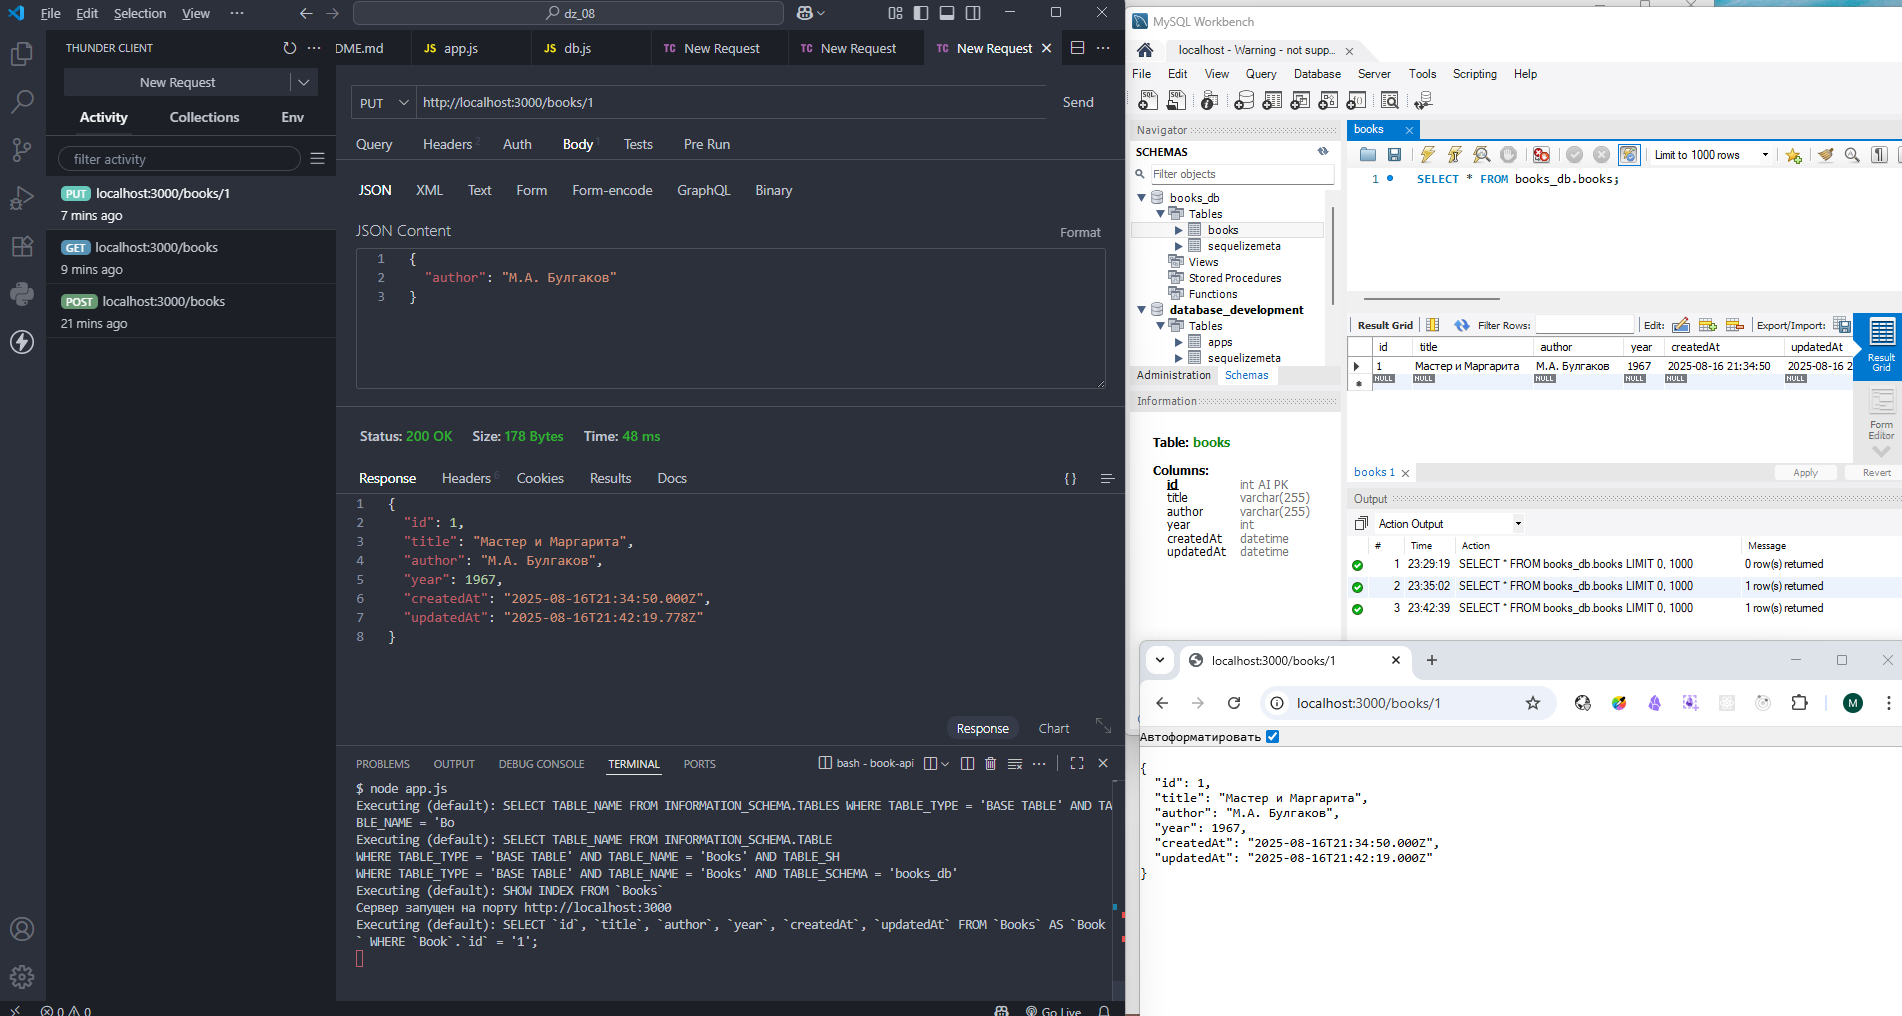 File Edit Selection View ··· dz_08
THUNDER CLIENT
New Request
Activity Collections Env
filter activity
PUT localhost:3000/books/1
7 mins ago
GET localhost:3000/books
9 mins ago
POST localhost:3000/books
21 mins ago
DME.md JS app.js JS db.js TC New Request TC New Request TC New Request
PUT http://localhost:3000/books/1 Send
Query Headers 2 Auth Body 1 Tests Pre Run
JSON XML Text Form Form-encode GraphQL Binary
JSON Content Format
1 {
2 "author": "М.А. Булгаков"
3 }
Status: 200 OK Size: 178 Bytes Time: 48 ms
Response Headers 6 Cookies Results Docs
{}
1 {
2 "id": 1,
3 "title": "Мастер и Маргарита",
4 "author": "М.А. Булгаков",
5 "year": 1967,
6 "createdAt": "2025-08-16T21:34:50.000Z",
7 "updatedAt": "2025-08-16T21:42:19.778Z"
8 }
Response Chart
PROBLEMS OUTPUT DEBUG CONSOLE TERMINAL PORTS bash - book-api
$ node app.js
Executing (default): SELECT TABLE_NAME FROM INFORMATION_SCHEMA.TABLES WHERE TABLE_TYPE = 'BASE TABLE' AND TA
BLE_NAME = 'Bo
Executing (default): SELECT TABLE_NAME FROM INFORMATION_SCHEMA.TABLE
WHERE TABLE_TYPE = 'BASE TABLE' AND TABLE_NAME = 'Books' AND TABLE_SH
WHERE TABLE_TYPE = 'BASE TABLE' AND TABLE_NAME = 'Books' AND TABLE_SCHEMA = 'books_db'
Executing (default): SHOW INDEX FROM `Books`
Сервер запущен на порту http://localhost:3000
Executing (default): SELECT `id`, `title`, `author`, `year`, `createdAt`, `updatedAt` FROM `Books` AS `Book
` WHERE `Book`.`id` = '1';
0 0 Go Live
MySQL Workbench
localhost - Warning - not supp...
File Edit View Query Database Server Tools Scripting Help
Navigator
SCHEMAS
Filter objects
books_db
Tables
books
sequelizemeta
Views
Stored Procedures
Functions
database_development
Tables
apps
sequelizemeta
Administration Schemas
Information
Table: books
Columns:
id int AI PK
title varchar(255)
author varchar(255)
year int
createdAt datetime
updatedAt datetime
books
Limit to 1000 rows
1 SELECT * FROM books_db.books;
Result Grid Filter Rows: Edit: Export/Import:
id title author year createdAt updatedAt
1 Мастер и Маргарита М.А. Булгаков 1967 2025-08-16 21:34:50 2025-08-16 2
NULL NULL NULL NULL NULL NULL
Result
Grid
Form
Editor
books 1 Apply Revert
Output
Action Output
# Time Action Message
1 23:29:19 SELECT * FROM books_db.books LIMIT 0, 1000 0 row(s) returned
2 23:35:02 SELECT * FROM books_db.books LIMIT 0, 1000 1 row(s) returned
3 23:42:39 SELECT * FROM books_db.books LIMIT 0, 1000 1 row(s) returned
localhost:3000/books/1
localhost:3000/books/1 M
Автоформатировать
{
"id": 1,
"title": "Мастер и Маргарита",
"author": "М.А. Булгаков",
"year": 1967,
"createdAt": "2025-08-16T21:34:50.000Z",
"updatedAt": "2025-08-16T21:42:19.000Z"
}